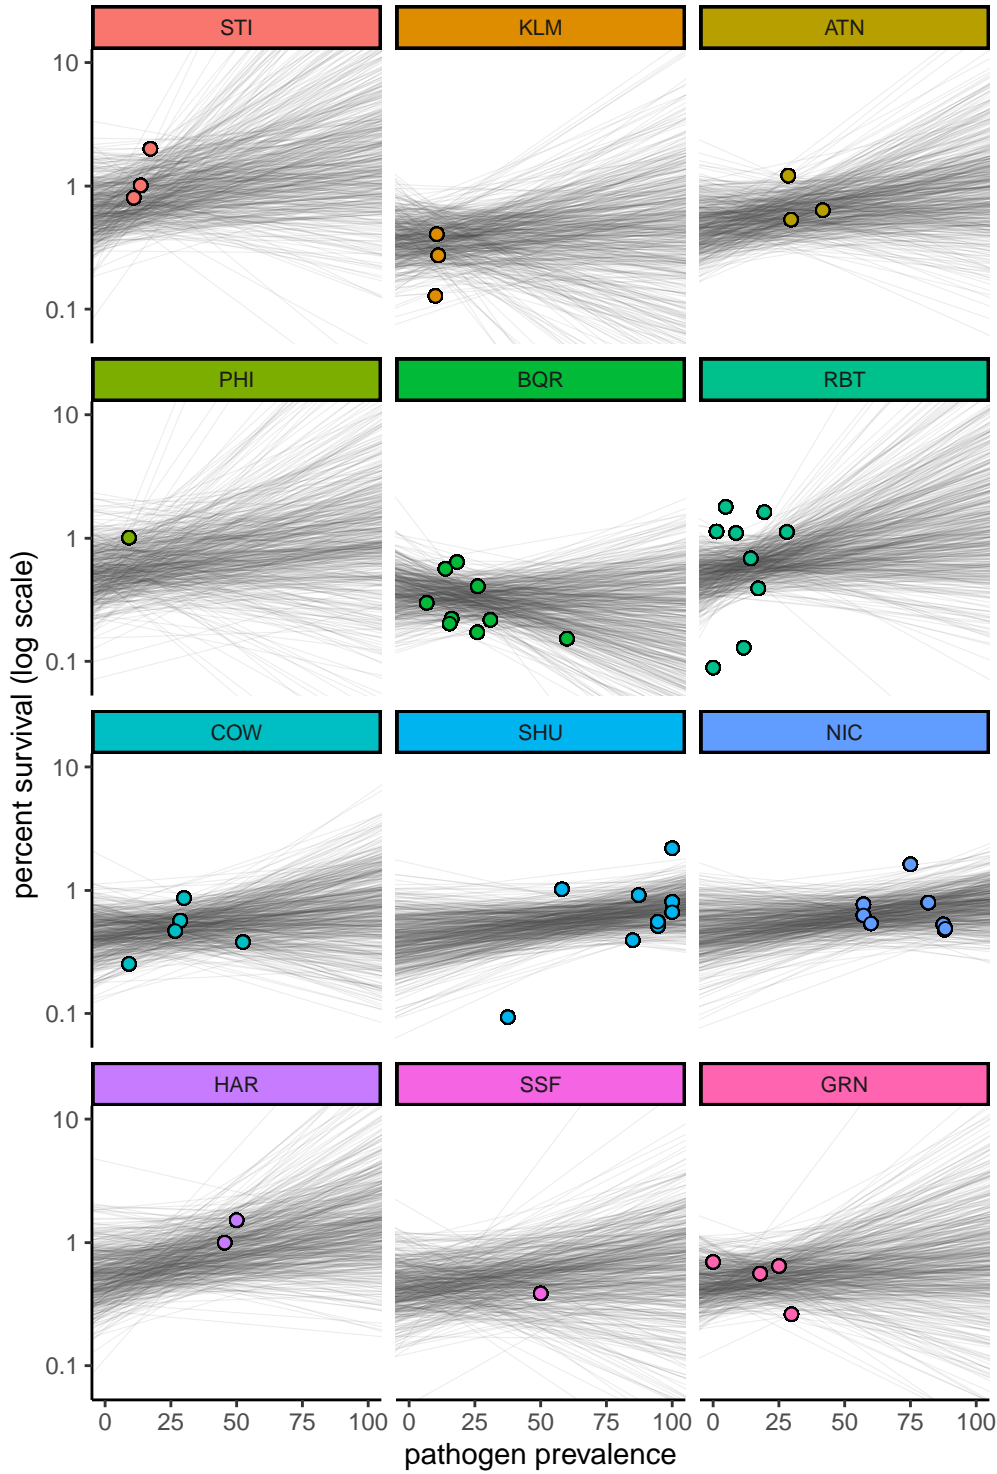 STI KLM ATN
10
1
0.1
PHI BQR RBT
10
1
0.1
percent survival (log scale)
COW SHU NIC
10
1
0.1
HAR SSF GRN
10
1
0.1
0 25 50 75 100 0 25 50 75 100 0 25 50 75 100
pathogen prevalence